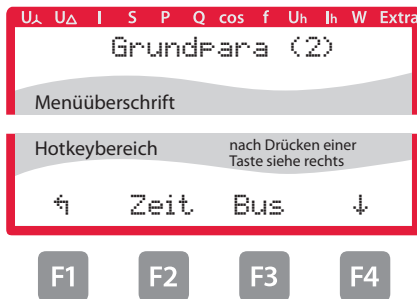 U⅄ U△ I S P Q cos f Uh Ih W Extra
Grundpara (2)
Menüüberschrift
Hotkeybereich nach Drücken einer
Taste siehe rechts
↰ Zeit Bus ↓
F1 F2 F3 F4